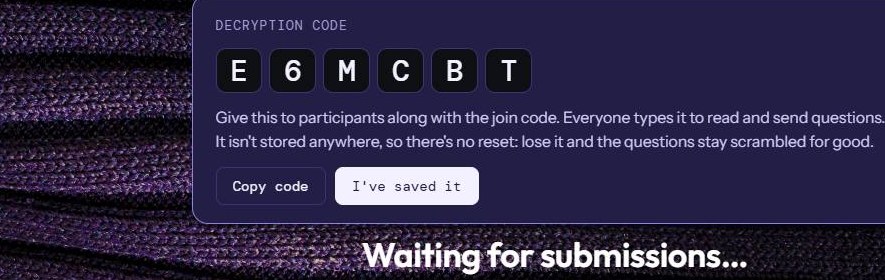 DECRYPTION CODE
E 6 M C B T
Give this to participants along with the join code. Everyone types it to read and send questions.
It isn't stored anywhere, so there's no reset: lose it and the questions stay scrambled for good.
Copy code I've saved it
Waiting for submissions...